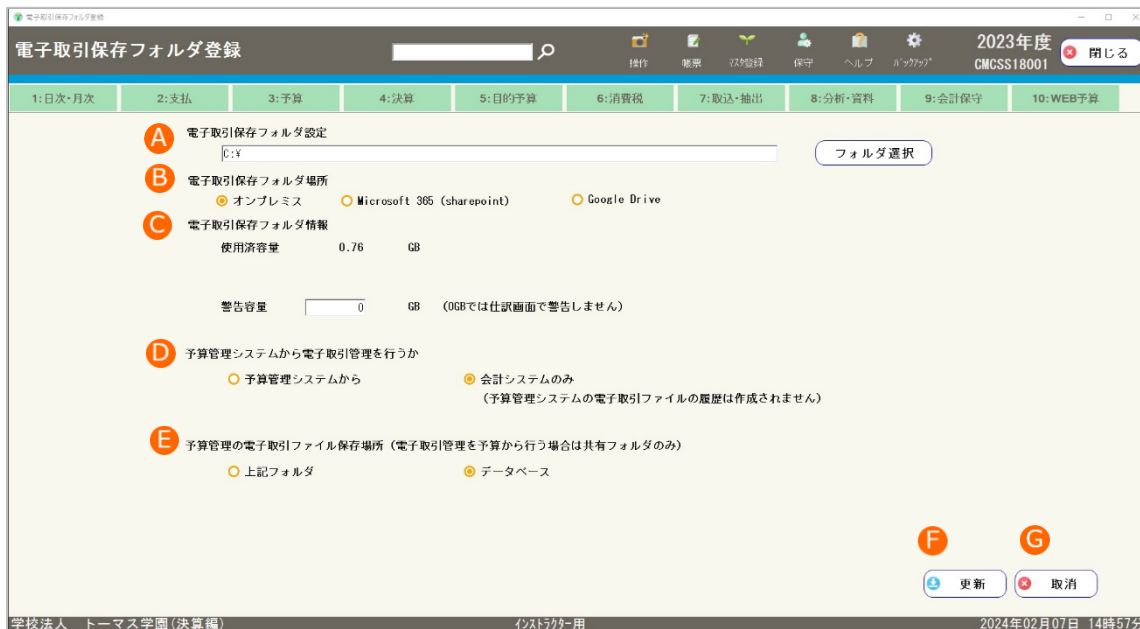 電子取引保存フォルダ登録
電子取引保存フォルダ登録
操作 帳票 ﾏｽﾀ登録 保守 ヘルプ ﾊﾞｯｸｱｯﾌﾟ
2023年度
CMCSS18001
閉じる
1:日次・月次 2:支払 3:予算 4:決算 5:目的予算 6:消費税 7:取込・抽出 8:分析・資料 9:会計保守 10:WEB予算
A 電子取引保存フォルダ設定
C:¥ フォルダ選択
B 電子取引保存フォルダ場所
オンプレミス Microsoft 365 (sharepoint) Google Drive
C 電子取引保存フォルダ情報
使用済容量 0.76 GB
警告容量 0 GB (0GBでは仕訳画面で警告しません)
D 予算管理システムから電子取引管理を行うか
予算管理システムから 会計システムのみ
(予算管理システムの電子取引ファイルの履歴は作成されません)
E 予算管理の電子取引ファイル保存場所（電子取引管理を予算から行う場合は共有フォルダのみ）
上記フォルダ データベース
F G
更新 取消
学校法人 トーマス学園(決算編) ｲﾝｽﾄﾗｸﾀｰ用 2024年02月07日 14時57分